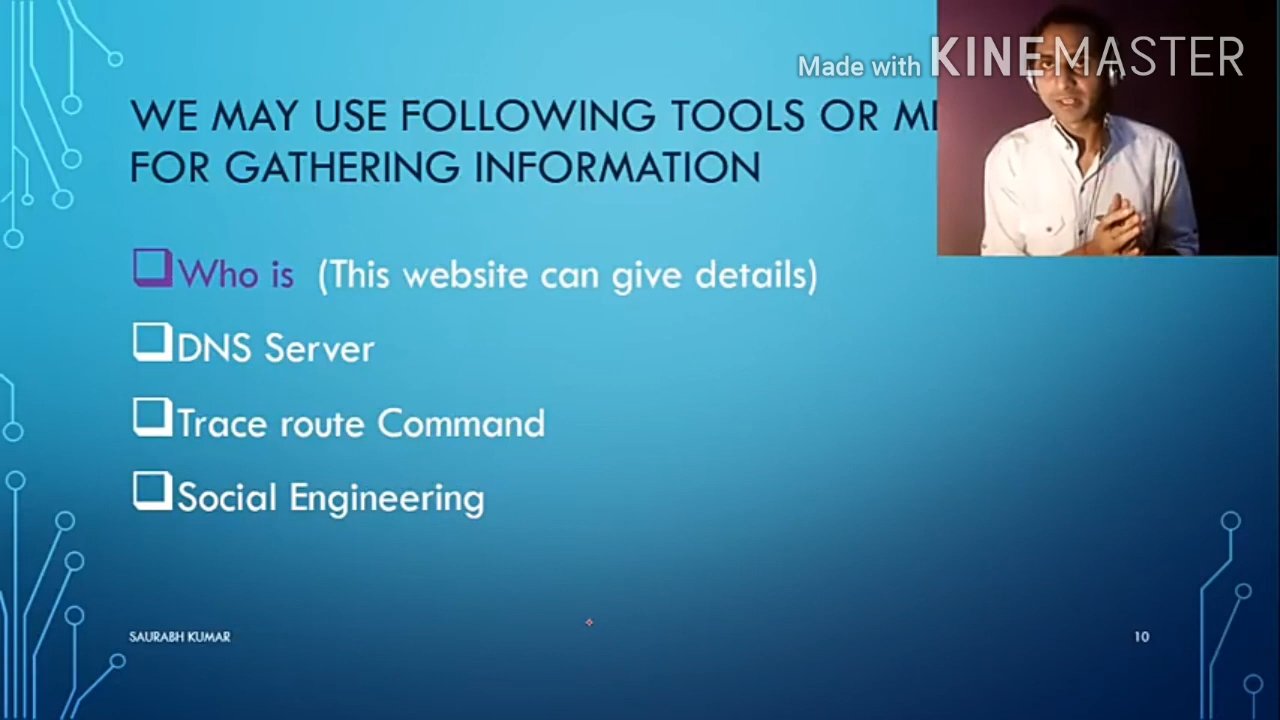 Made with KINEMASTER
WE MAY USE FOLLOWING TOOLS OR
FOR GATHERING INFORMATION
Who is (This website can give details)
DNS Server
Trace route Command
Social Engineering
SAURABH KUMAR
10